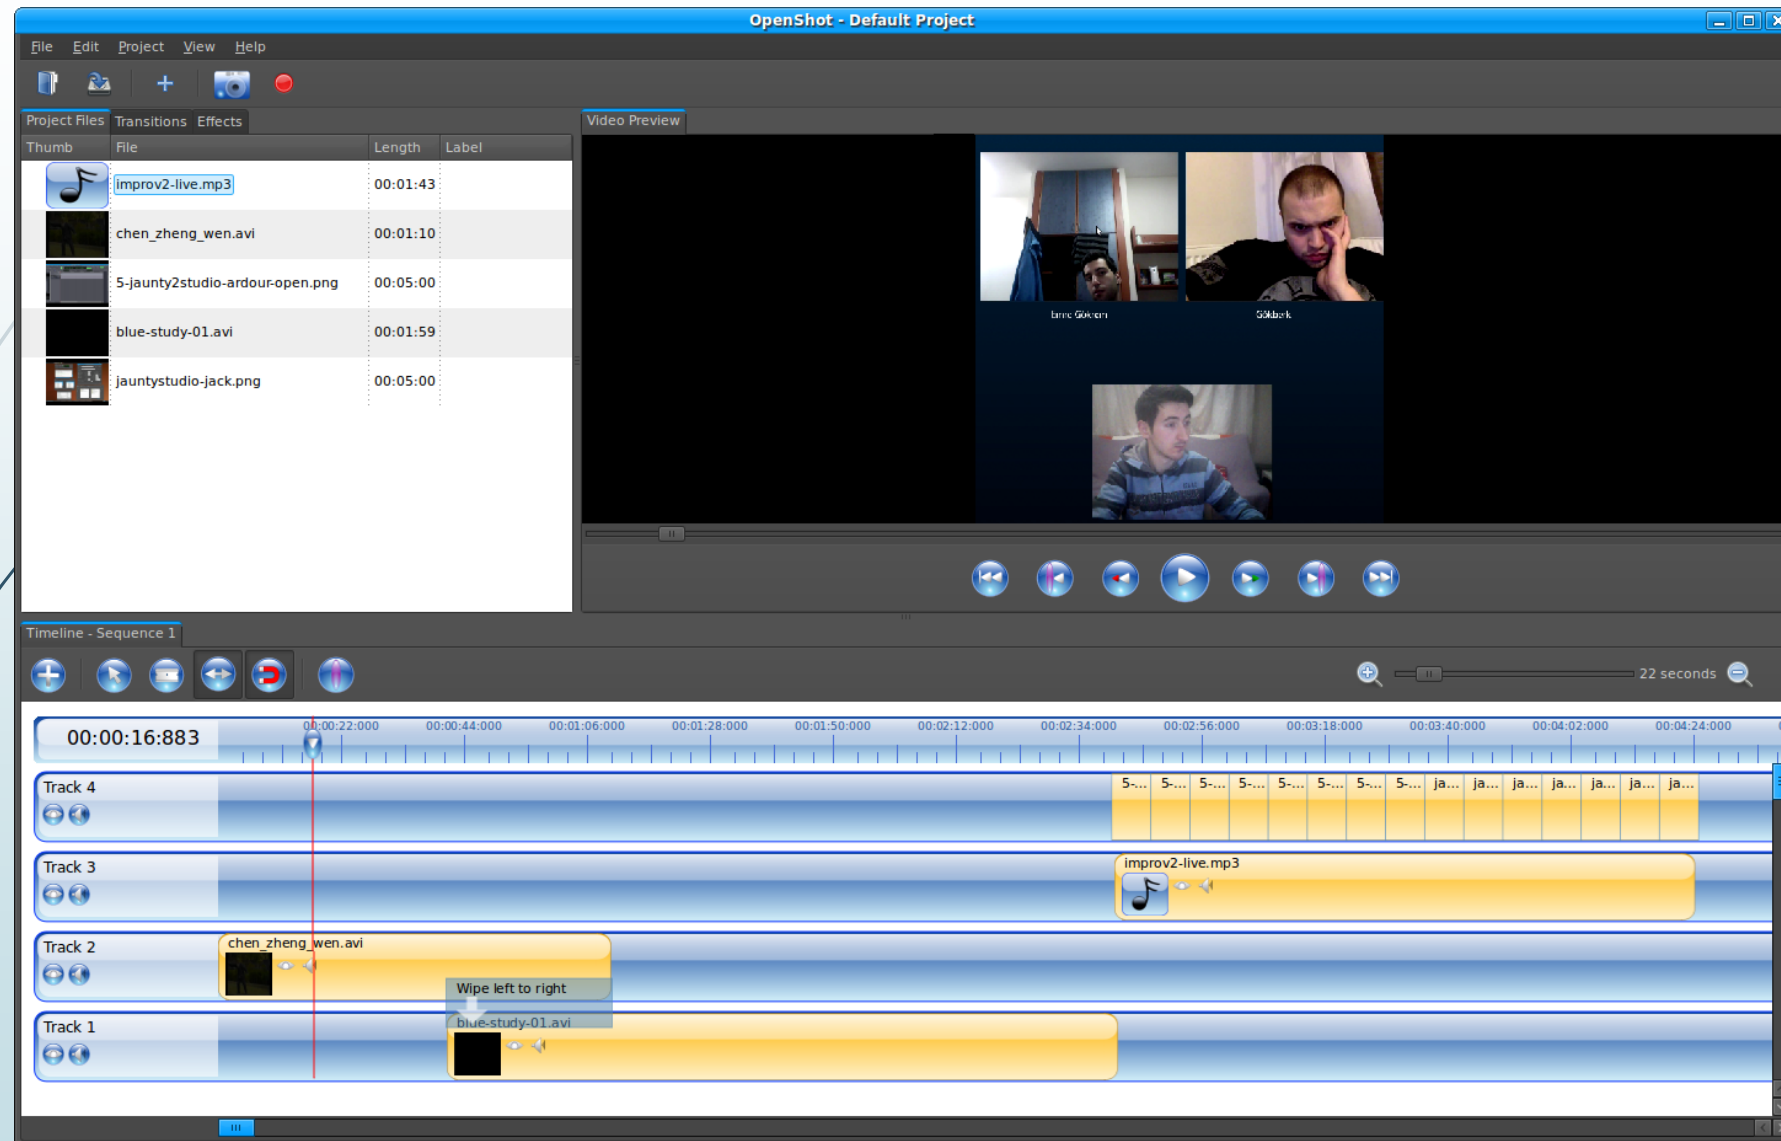 OpenShot - Default Project
File Edit Project View Help
Project Files Transitions Effects
Thumb File Length Label
improv2-live.mp3 00:01:43
chen_zheng_wen.avi 00:01:10
5-jaunty2studio-ardour-open.png 00:05:00
blue-study-01.avi 00:01:59
jauntystudio-jack.png 00:05:00
Video Preview
Gökberk
Timeline - Sequence 1
22 seconds
00:00:16:883
00:00:22:000 00:00:44:000 00:01:06:000 00:01:28:000 00:01:50:000 00:02:12:000 00:02:34:000 00:02:56:000 00:03:18:000 00:03:40:000 00:04:02:000 00:04:24:000
Track 4
5-... 5-... 5-... 5-... 5-... 5-... 5-... 5-... ja... ja... ja... ja... ja... ja... ja...
Track 3
improv2-live.mp3
Track 2
chen_zheng_wen.avi
Wipe left to right
Track 1
blue-study-01.avi